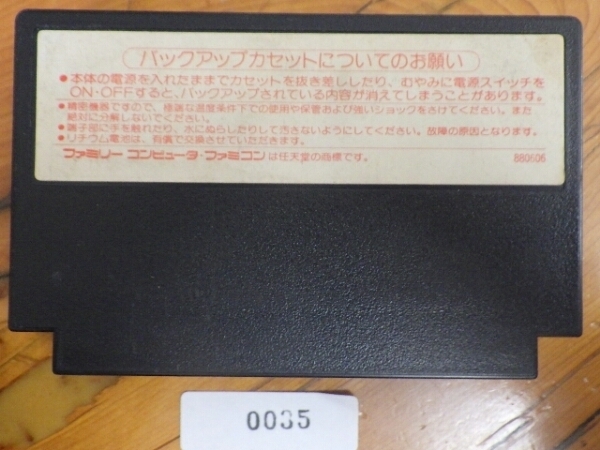 バックアップカセットについてのお願い
●本体の電源を入れたままでカセットを抜き差ししたり、むやみに電源スイッチを
ON・OFFすると、バックアップされている内容が消えてしまうことがあります。
●精密機器ですので、極端な温度条件下での使用や保管および強いショックをさけてください。また
絶対に分解しないでください。
●端子部に手を触れたり、水にぬらしたりして汚さないようにしてください。故障の原因となります。
●リチウム電池は、有償で交換させていただきます。
ファミリー コンピュータ・ファミコンは任天堂の商標です。
880606
0035